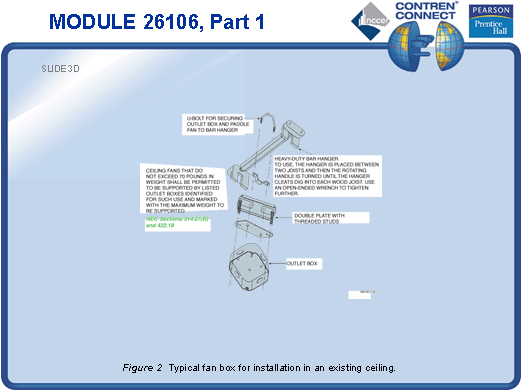 MODULE 26106, Part 1
nccer
CONTREN®
CONNECT
PEARSON
Prentice
Hall
SLIDE 3D
U-BOLT FOR SECURING
OUTLET BOX AND PADDLE
FAN TO BAR HANGER
HEAVY-DUTY BAR HANGER.
TO USE, THE HANGER IS PLACED BETWEEN
TWO JOISTS AND THEN THE ROTATING
HANDLE IS TURNED UNTIL THE HANGER
CLEATS DIG INTO EACH WOOD JOIST. USE
AN OPEN-ENDED WRENCH TO TIGHTEN
FURTHER.
CEILING FANS THAT DO
NOT EXCEED 70 POUNDS IN
WEIGHT SHALL BE PERMITTED
TO BE SUPPORTED BY LISTED
OUTLET BOXES IDENTIFIED
FOR SUCH USE AND MARKED
WITH THE MAXIMUM WEIGHT TO
BE SUPPORTED.
NEC Sections 314.27(D)
and 422.18
DOUBLE PLATE WITH
THREADED STUDS
OUTLET BOX
Figure 2 Typical fan box for installation in an existing ceiling.